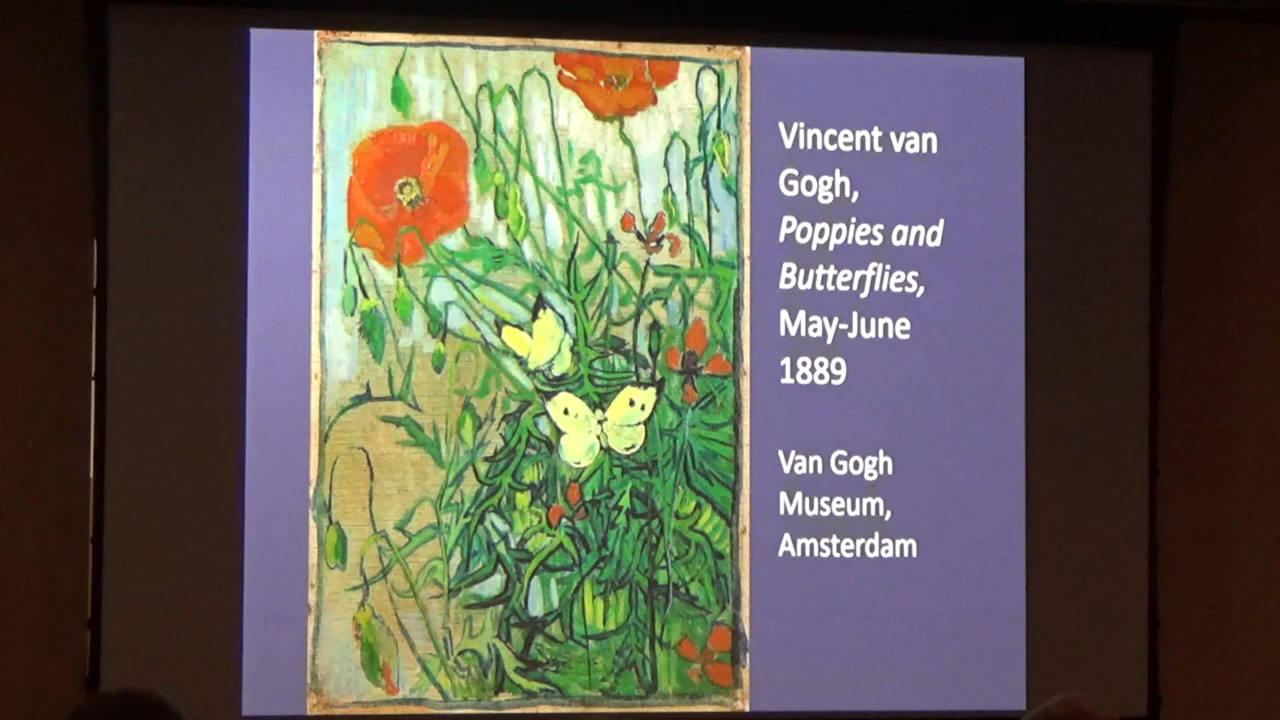 Vincent van
Gogh,
Poppies and
Butterflies,
May-June
1889
Van Gogh
Museum,
Amsterdam